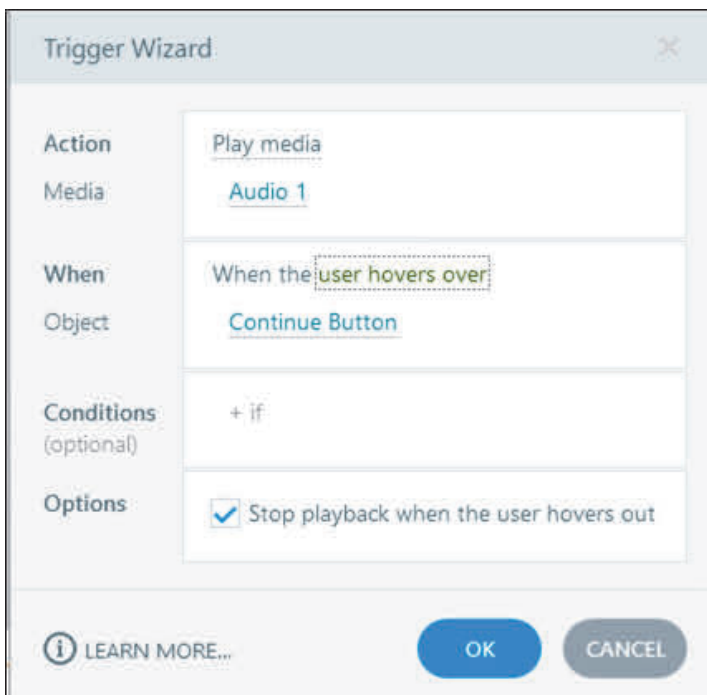 Trigger Wizard
Action Play media
Media Audio 1
When When the user hovers over
Object Continue Button
Conditions + if
(optional)
Options Stop playback when the user hovers out
LEARN MORE... OK CANCEL